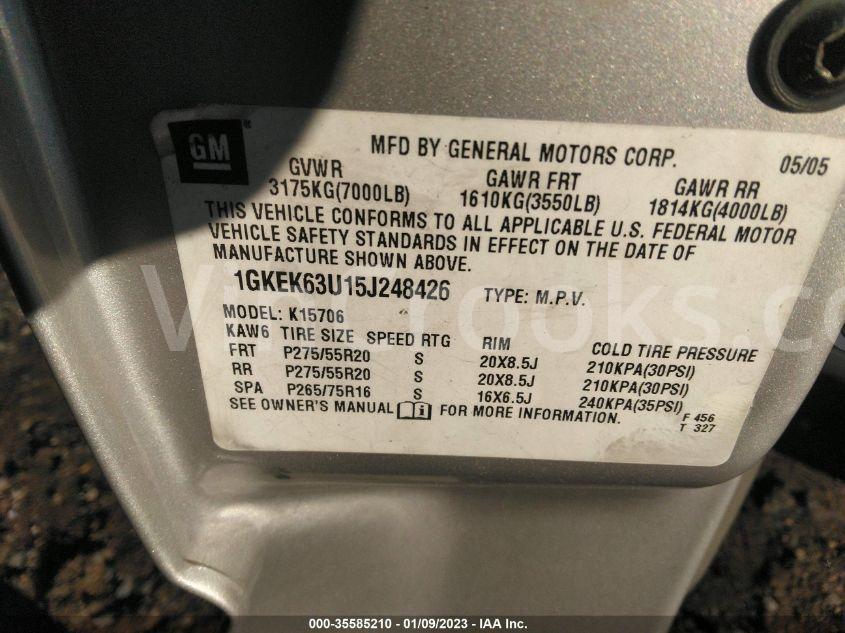 GM
MFD BY GENERAL MOTORS CORP. 05/05
GVWR GAWR FRT GAWR RR
3175KG(7000LB) 1610KG(3550LB) 1814KG(4000LB)
THIS VEHICLE CONFORMS TO ALL APPLICABLE U.S. FEDERAL MOTOR
VEHICLE SAFETY STANDARDS IN EFFECT ON THE DATE OF
MANUFACTURE SHOWN ABOVE.
1GKEK63U15J248426 TYPE: M.P.V.
MODEL: K15706
KAW6 TIRE SIZE SPEED RTG RIM COLD TIRE PRESSURE
FRT P275/55R20 S 20X8.5J 210KPA(30PSI)
RR P275/55R20 S 20X8.5J 210KPA(30PSI)
SPA P265/75R16 S 16X6.5J 240KPA(35PSI)
SEE OWNER'S MANUAL i FOR MORE INFORMATION. F 456
T 327
000-35585210 - 01/09/2023 - IAA Inc.